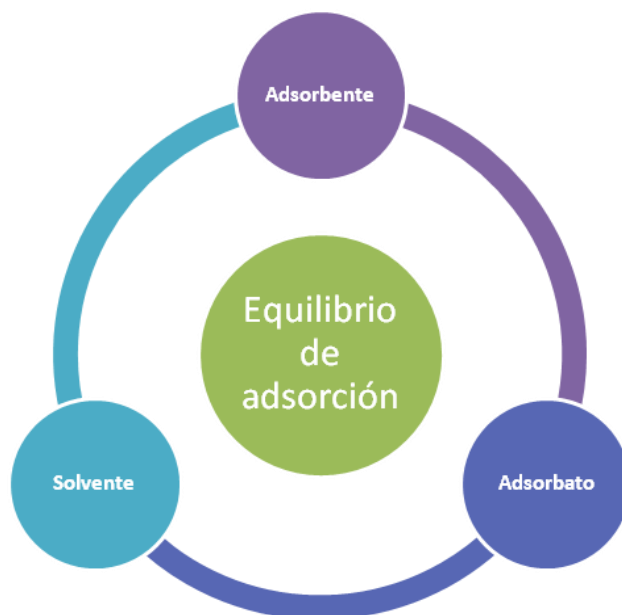 Adsorbente
Equilibrio
de
adsorción
Solvente
Adsorbato